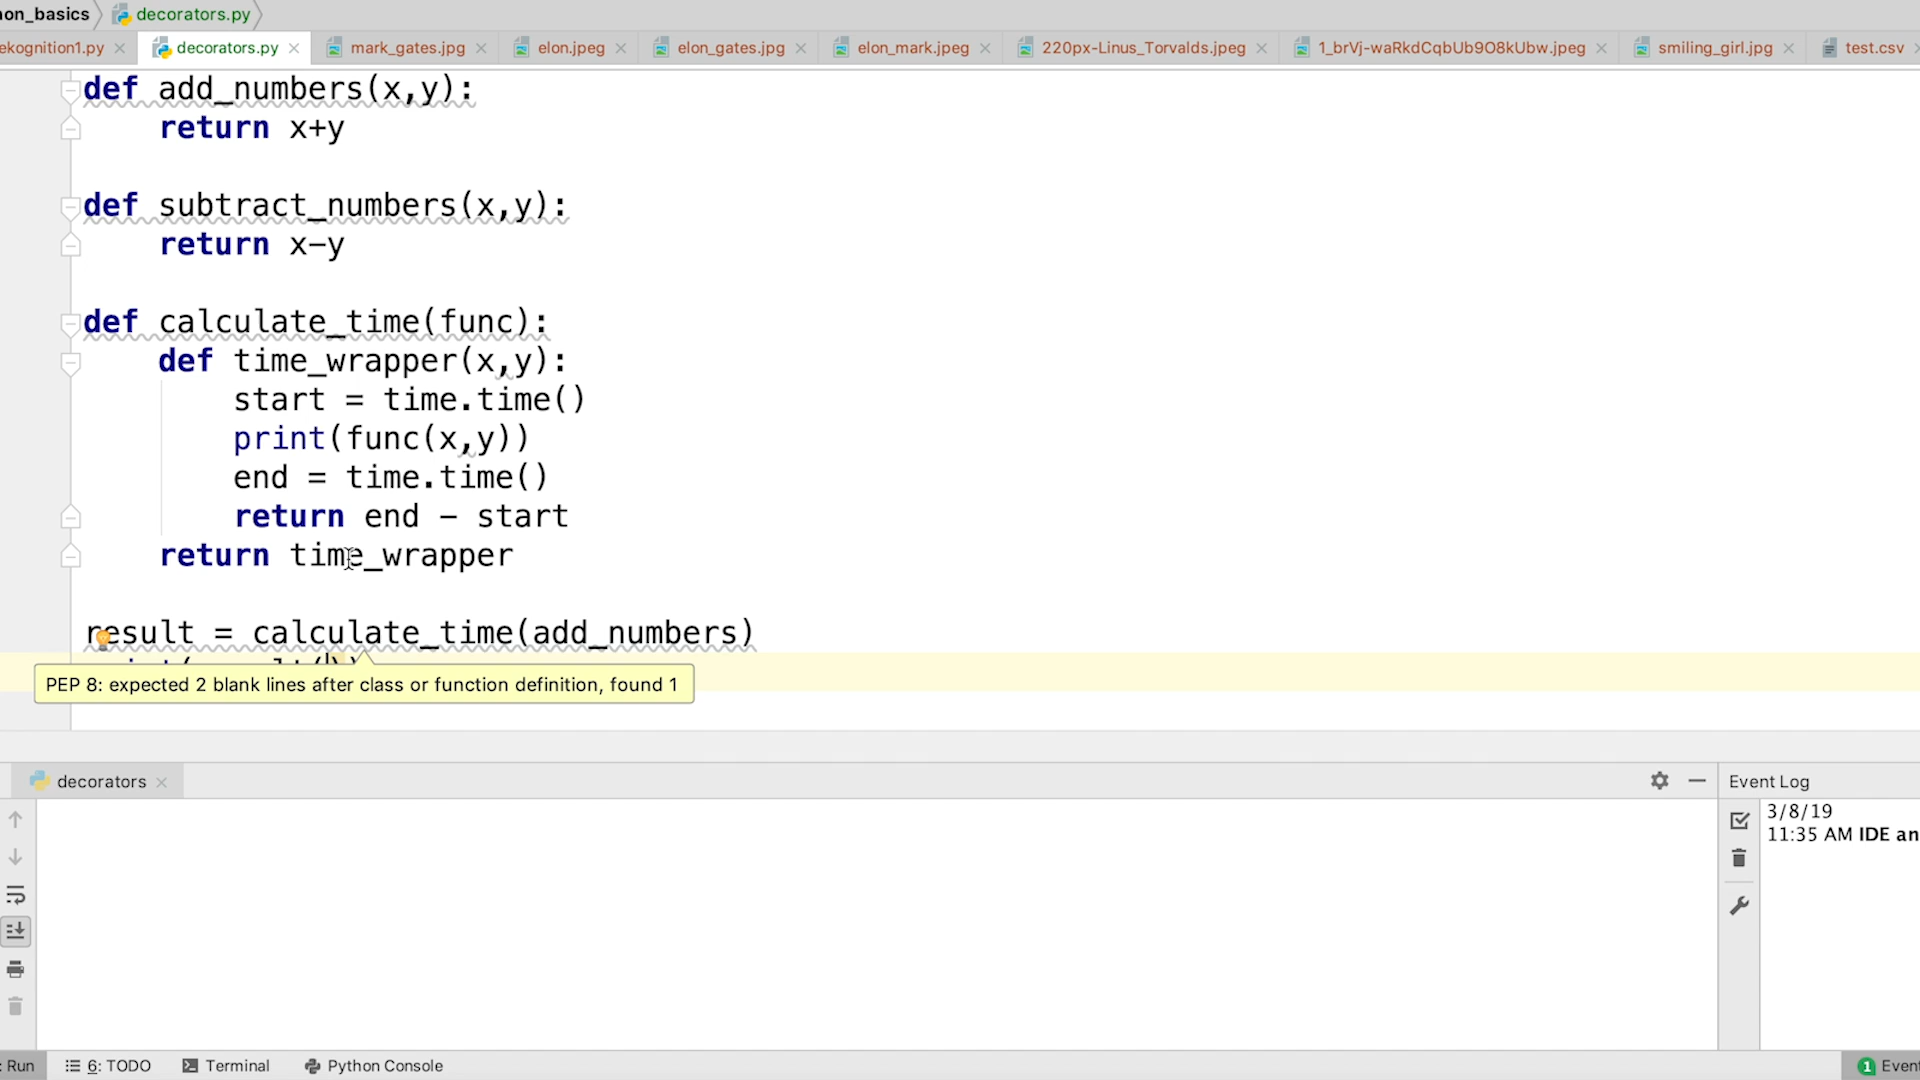 on_basics decorators.py
ekognition1.py decorators.py mark_gates.jpg elon.jpeg elon_gates.jpg elon_mark.jpeg 220px-Linus_Torvalds.jpeg 1_brVj-waRkdCqbUb9O8kUbw.jpeg smiling_girl.jpg test.csv
def add_numbers(x,y):
    return x+y
def subtract_numbers(x,y):
    return x-y
def calculate_time(func):
    def time_wrapper(x,y):
        start = time.time()
        print(func(x,y))
        end = time.time()
        return end - start
    return time_wrapper
result = calculate_time(add_numbers)
PEP 8: expected 2 blank lines after class or function definition, found 1
decorators Event Log
3/8/19
11:35 AM IDE an
: Run 6: TODO Terminal Python Console 1 Event